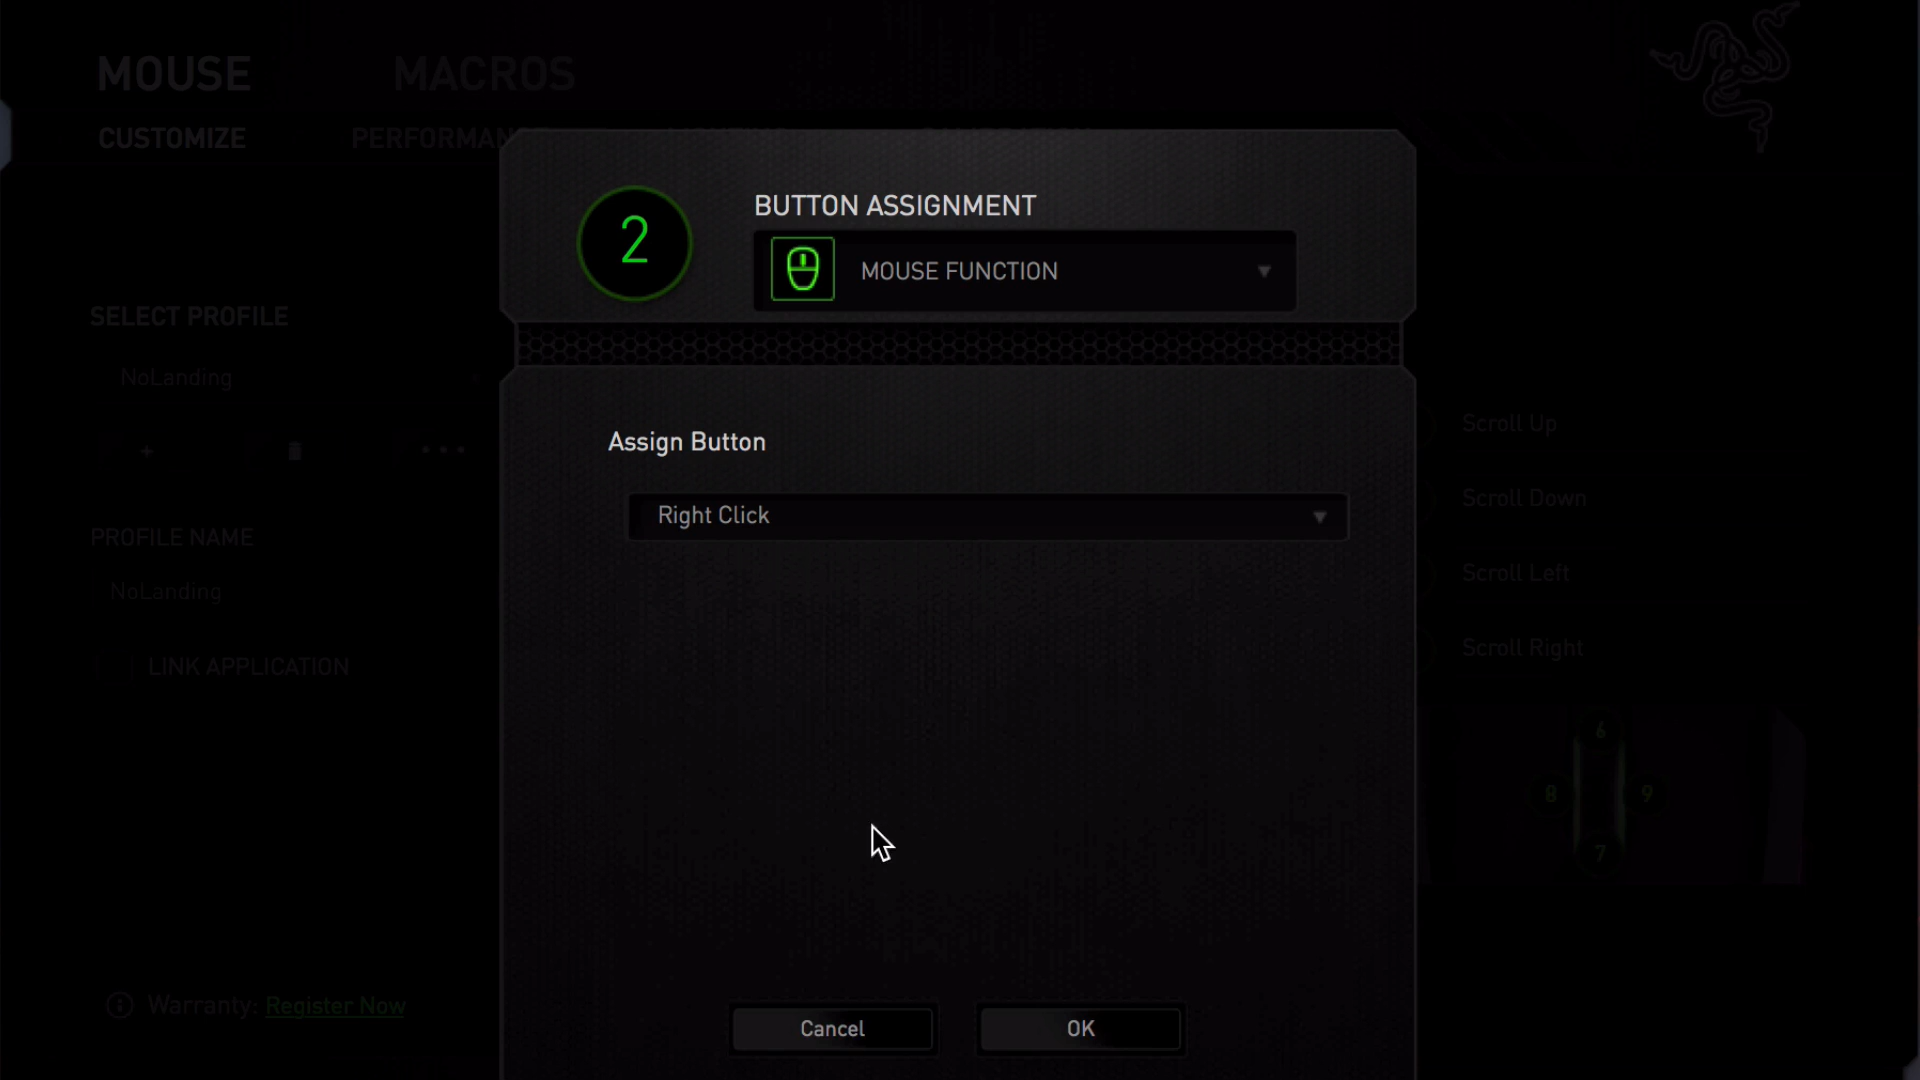 MOUSE MACROS
CUSTOMIZE
2
BUTTON ASSIGNMENT
MOUSE FUNCTION
SELECT PROFILE
NoLanding
PROFILE NAME
NoLanding
LINK APPLICATION
Assign Button
Right Click
Scroll Up
Scroll Down
Scroll Left
Scroll Right
6
8 9
7
Warranty: Register Now
Cancel OK